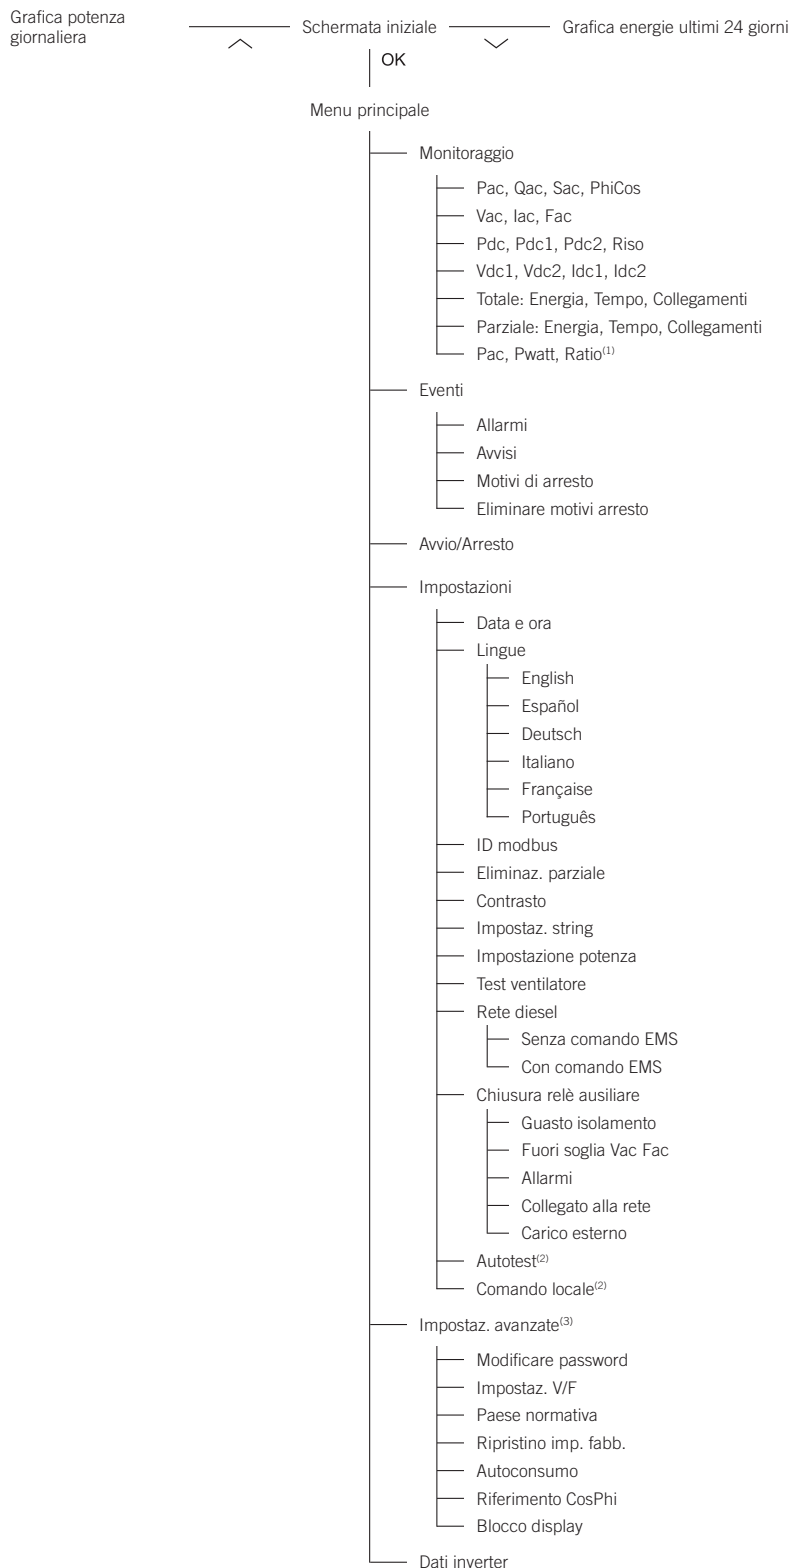 Grafica potenza
giornaliera
Schermata iniziale
Grafica energie ultimi 24 giorni
OK
Menu principale
Monitoraggio
Pac, Qac, Sac, PhiCos
Vac, Iac, Fac
Pdc, Pdc1, Pdc2, Riso
Vdc1, Vdc2, Idc1, Idc2
Totale: Energia, Tempo, Collegamenti
Parziale: Energia, Tempo, Collegamenti
Pac, Pwatt, Ratio(1)
Eventi
Allarmi
Avvisi
Motivi di arresto
Eliminare motivi arresto
Avvio/Arresto
Impostazioni
Data e ora
Lingue
English
Español
Deutsch
Italiano
Française
Português
ID modbus
Eliminaz. parziale
Contrasto
Impostaz. string
Impostazione potenza
Test ventilatore
Rete diesel
Senza comando EMS
Con comando EMS
Chiusura relè ausiliare
Guasto isolamento
Fuori soglia Vac Fac
Allarmi
Collegato alla rete
Carico esterno
Autotest(2)
Comando locale(2)
Impostaz. avanzate(3)
Modificare password
Impostaz. V/F
Paese normativa
Ripristino imp. fabb.
Autoconsumo
Riferimento CosPhi
Blocco display
Dati inverter